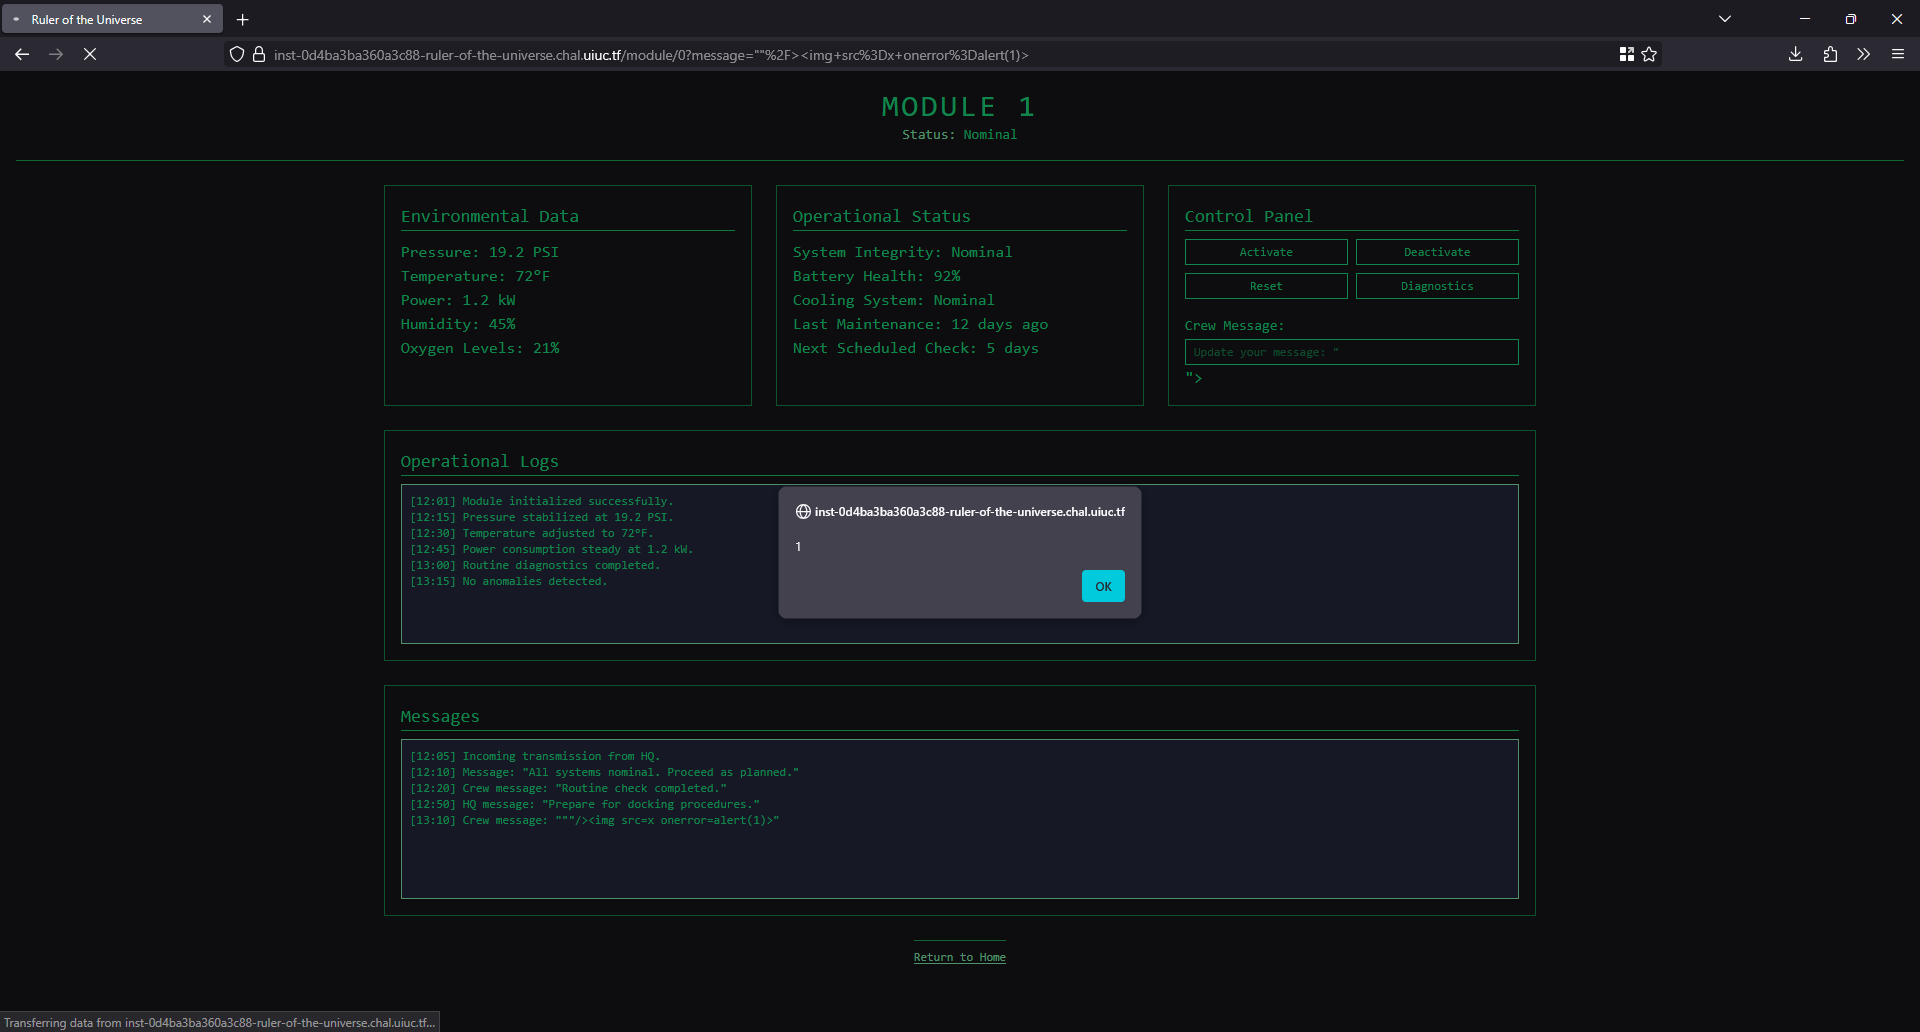 Ruler of the Universe
inst-0d4ba3ba360a3c88-ruler-of-the-universe.chal.uiuc.tf/module/0?message=""%2F><img+src%3Dx+onerror%3Dalert(1)>
MODULE 1
Status: Nominal
Environmental Data
Pressure: 19.2 PSI
Temperature: 72°F
Power: 1.2 kW
Humidity: 45%
Oxygen Levels: 21%
Operational Status
System Integrity: Nominal
Battery Health: 92%
Cooling System: Nominal
Last Maintenance: 12 days ago
Next Scheduled Check: 5 days
Control Panel
Activate
Deactivate
Reset
Diagnostics
Crew Message:
Update your message: "
">
Operational Logs
[12:01] Module initialized successfully.
[12:15] Pressure stabilized at 19.2 PSI.
[12:30] Temperature adjusted to 72°F.
[12:45] Power consumption steady at 1.2 kW.
[13:00] Routine diagnostics completed.
[13:15] No anomalies detected.
inst-0d4ba3ba360a3c88-ruler-of-the-universe.chal.uiuc.tf
1
OK
Messages
[12:05] Incoming transmission from HQ.
[12:10] Message: "All systems nominal. Proceed as planned."
[12:20] Crew message: "Routine check completed."
[12:50] HQ message: "Prepare for docking procedures."
[13:10] Crew message: """/><img src=x onerror=alert(1)>"
Return to Home
Transferring data from inst-0d4ba3ba360a3c88-ruler-of-the-universe.chal.uiuc.tf...